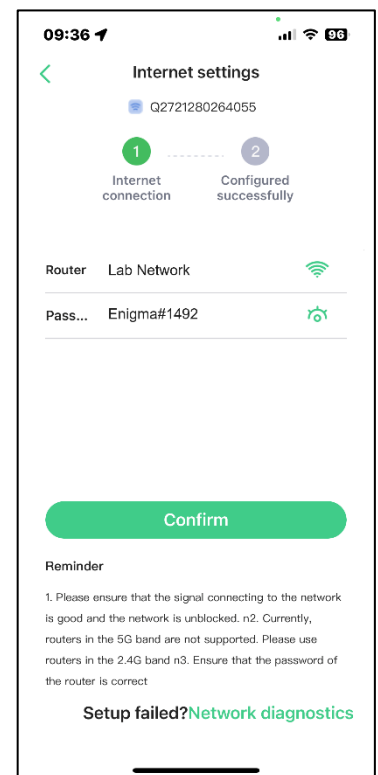 09:36
96
Internet settings
Q2721280264055
1
2
Internet
connection
Configured
successfully
Router Lab Network
Pass... Enigma#1492
Confirm
Reminder
1. Please ensure that the signal connecting to the network
is good and the network is unblocked. n2. Currently,
routers in the 5G band are not supported. Please use
routers in the 2.4G band n3. Ensure that the password of
the router is correct
Setup failed?Network diagnostics